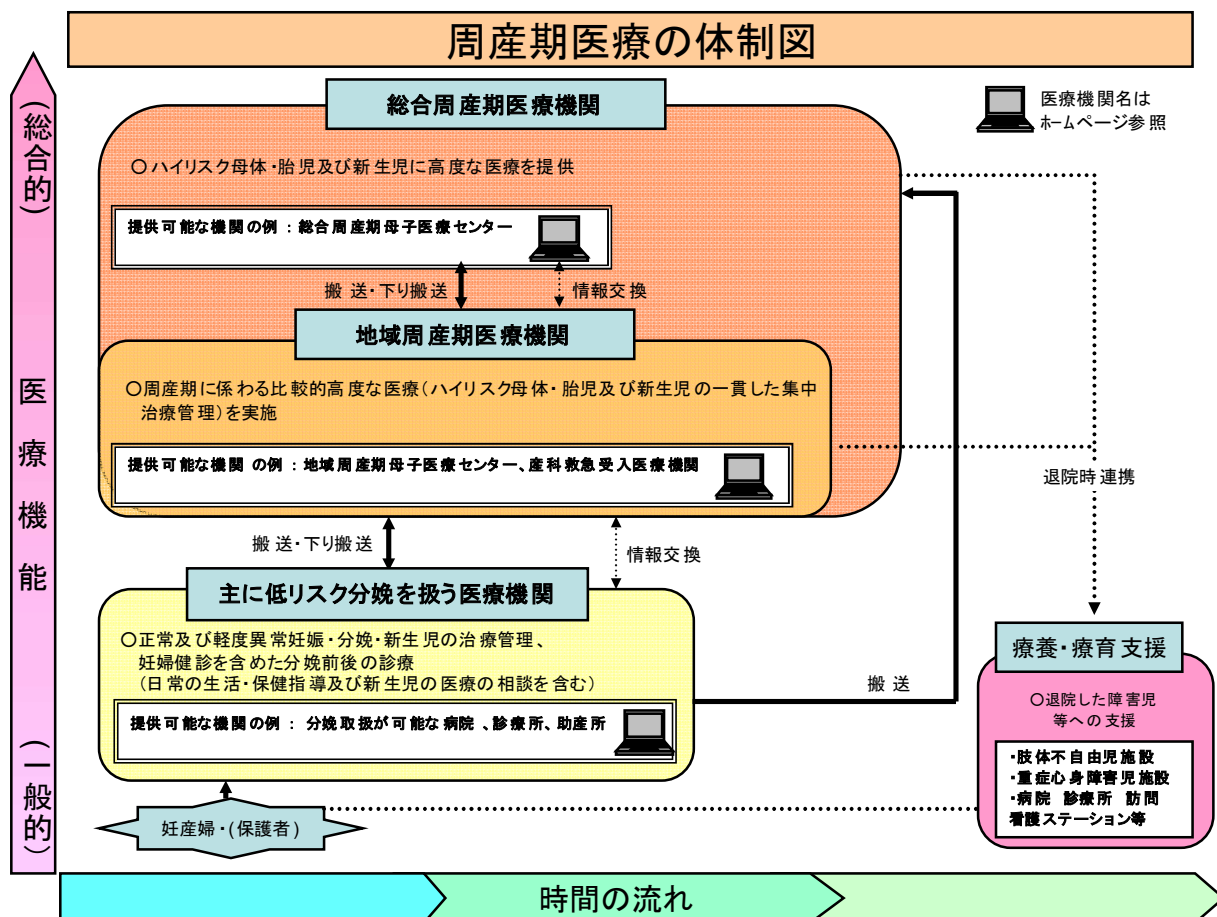 周産期医療の体制図
(総合的)
医療機能
(一般的)
医療機関名は
ホームページ参照
総合周産期医療機関
○ハイリスク母体・胎児及び新生児に高度な医療を提供
提供可能な機関の例 : 総合周産期母子医療センター
搬送・下り搬送
情報交換
地域周産期医療機関
○周産期に係わる比較的高度な医療(ハイリスク母体・胎児及び新生児の一貫した集中
治療管理)を実施
提供可能な機関 の例 : 地域周産期母子医療センター、産科救急受入医療機関
退院時連携
搬送・下り搬送
情報交換
主に低リスク分娩を扱う医療機関
○正常及び軽度異常妊娠・分娩・新生児の治療管理、
妊婦健診を含めた分娩前後の診療
(日常の生活・保健指導及び新生児の医療の相談を含む)
提供可能な機関の例 : 分娩取扱が可能な病院 、診療所、助産所
搬送
療養・療育支援
○退院した障害児
等への支援
・肢体不自由児施設
・重症心身障害児施設
・病院 診療所 訪問
看護ステーション等
妊産婦・(保護者)
時間の流れ